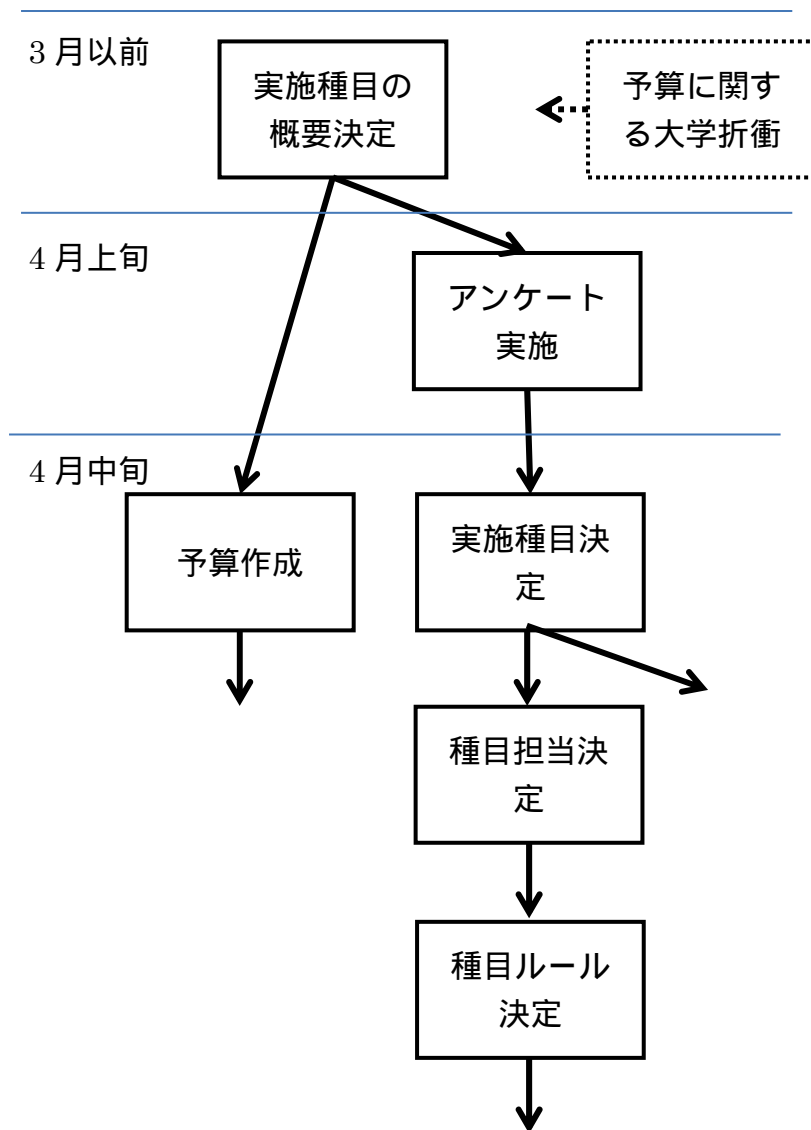 3 月以前
実施種目の
概要決定
予算に関す
る大学折衝
4 月上旬
アンケート
実施
4 月中旬
予算作成
実施種目決
定
種目担当決
定
種目ルール
決定